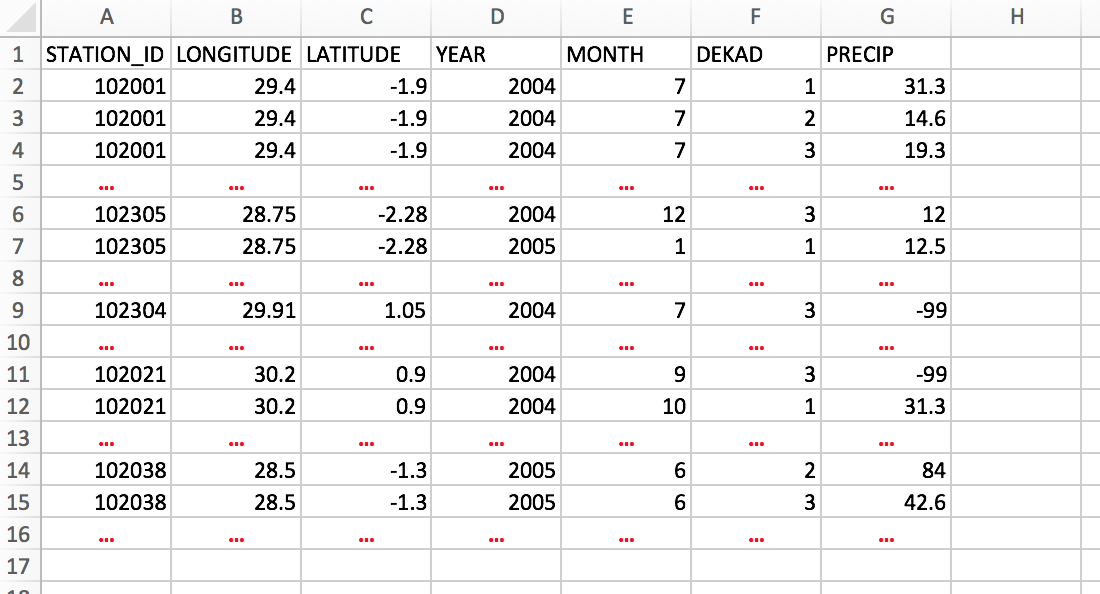 A B C D E F G H
1 STATION_ID LONGITUDE LATITUDE YEAR MONTH DEKAD PRECIP
2 102001 29.4 -1.9 2004 7 1 31.3
3 102001 29.4 -1.9 2004 7 2 14.6
4 102001 29.4 -1.9 2004 7 3 19.3
5 ... ... ... ... ... ... ...
6 102305 28.75 -2.28 2004 12 3 12
7 102305 28.75 -2.28 2005 1 1 12.5
8 ... ... ... ... ... ... ...
9 102304 29.91 1.05 2004 7 3 -99
10 ... ... ... ... ... ... ...
11 102021 30.2 0.9 2004 9 3 -99
12 102021 30.2 0.9 2004 10 1 31.3
13 ... ... ... ... ... ... ...
14 102038 28.5 -1.3 2005 6 2 84
15 102038 28.5 -1.3 2005 6 3 42.6
16 ... ... ... ... ... ... ...
17